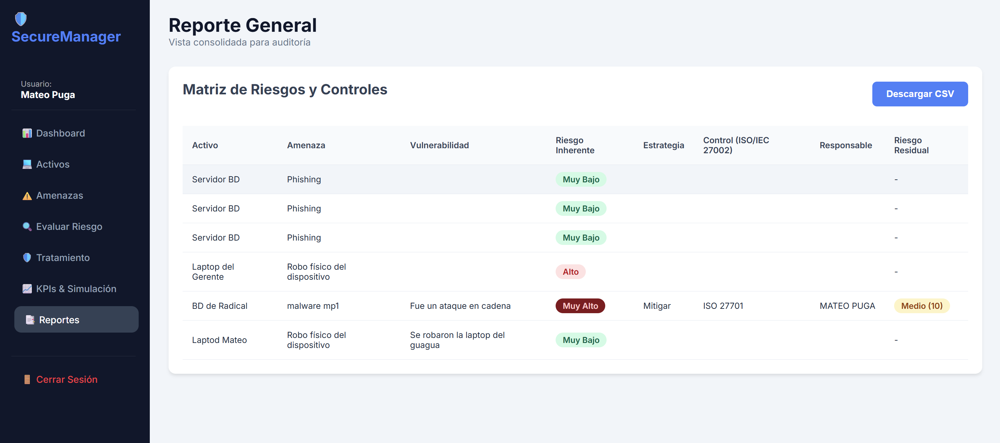 SecureManager
Usuario:
Mateo Puga
Dashboard
Activos
Amenazas
Evaluar Riesgo
Tratamiento
KPIs & Simulación
Reportes
Cerrar Sesión
Reporte General
Vista consolidada para auditoría
Matriz de Riesgos y Controles
Descargar CSV
Activo Amenaza Vulnerabilidad Riesgo Inherente Estrategia Control (ISO/IEC 27002) Responsable Riesgo Residual
Servidor BD Phishing Muy Bajo -
Servidor BD Phishing Muy Bajo -
Servidor BD Phishing Muy Bajo -
Laptop del Gerente Robo físico del dispositivo Alto -
BD de Radical malware mp1 Fue un ataque en cadena Muy Alto Mitigar ISO 27701 MATEO PUGA Medio (10)
Laptod Mateo Robo físico del dispositivo Se robaron la laptop del guagua Muy Bajo -